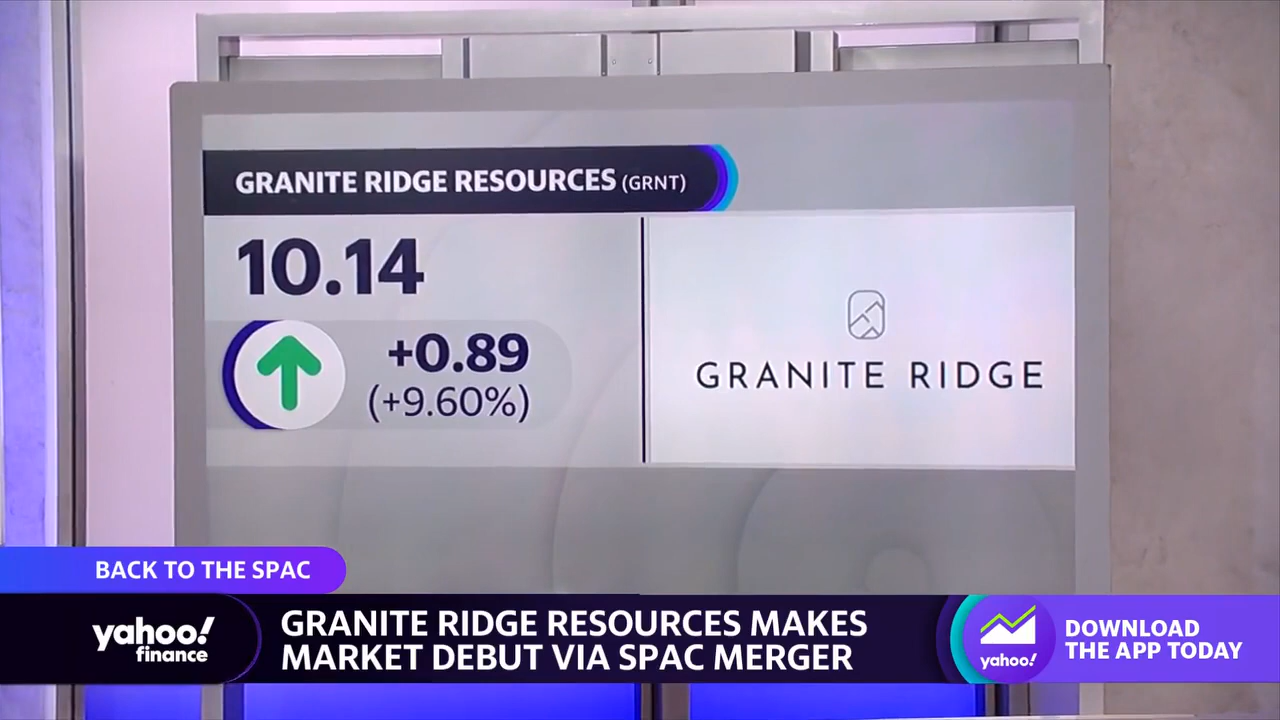 GRANITE RIDGE RESOURCES (GRNT)
10.14
+0.89
(+9.60%)
GRANITE RIDGE
BACK TO THE SPAC
yahoo!
finance
GRANITE RIDGE RESOURCES MAKES
MARKET DEBUT VIA SPAC MERGER
yahoo!
DOWNLOAD
THE APP TODAY